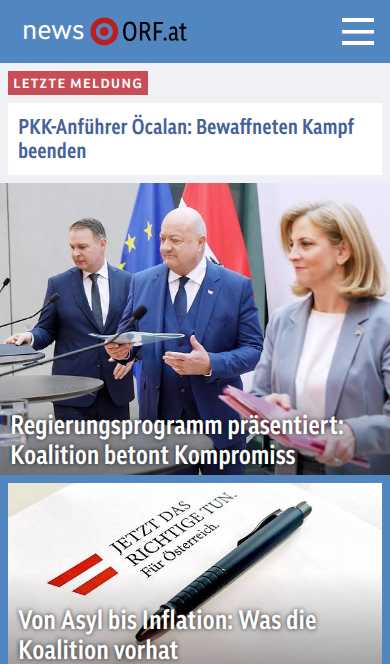 news ORF.at
LETZTE MELDUNG
PKK-Anführer Öcalan: Bewaffneten Kampf
beenden
Regierungsprogramm präsentiert:
Koalition betont Kompromiss
JETZT DAS
RICHTIGE TUN.
Für Österreich.
Von Asyl bis Inflation: Was die
Koalition vorhat